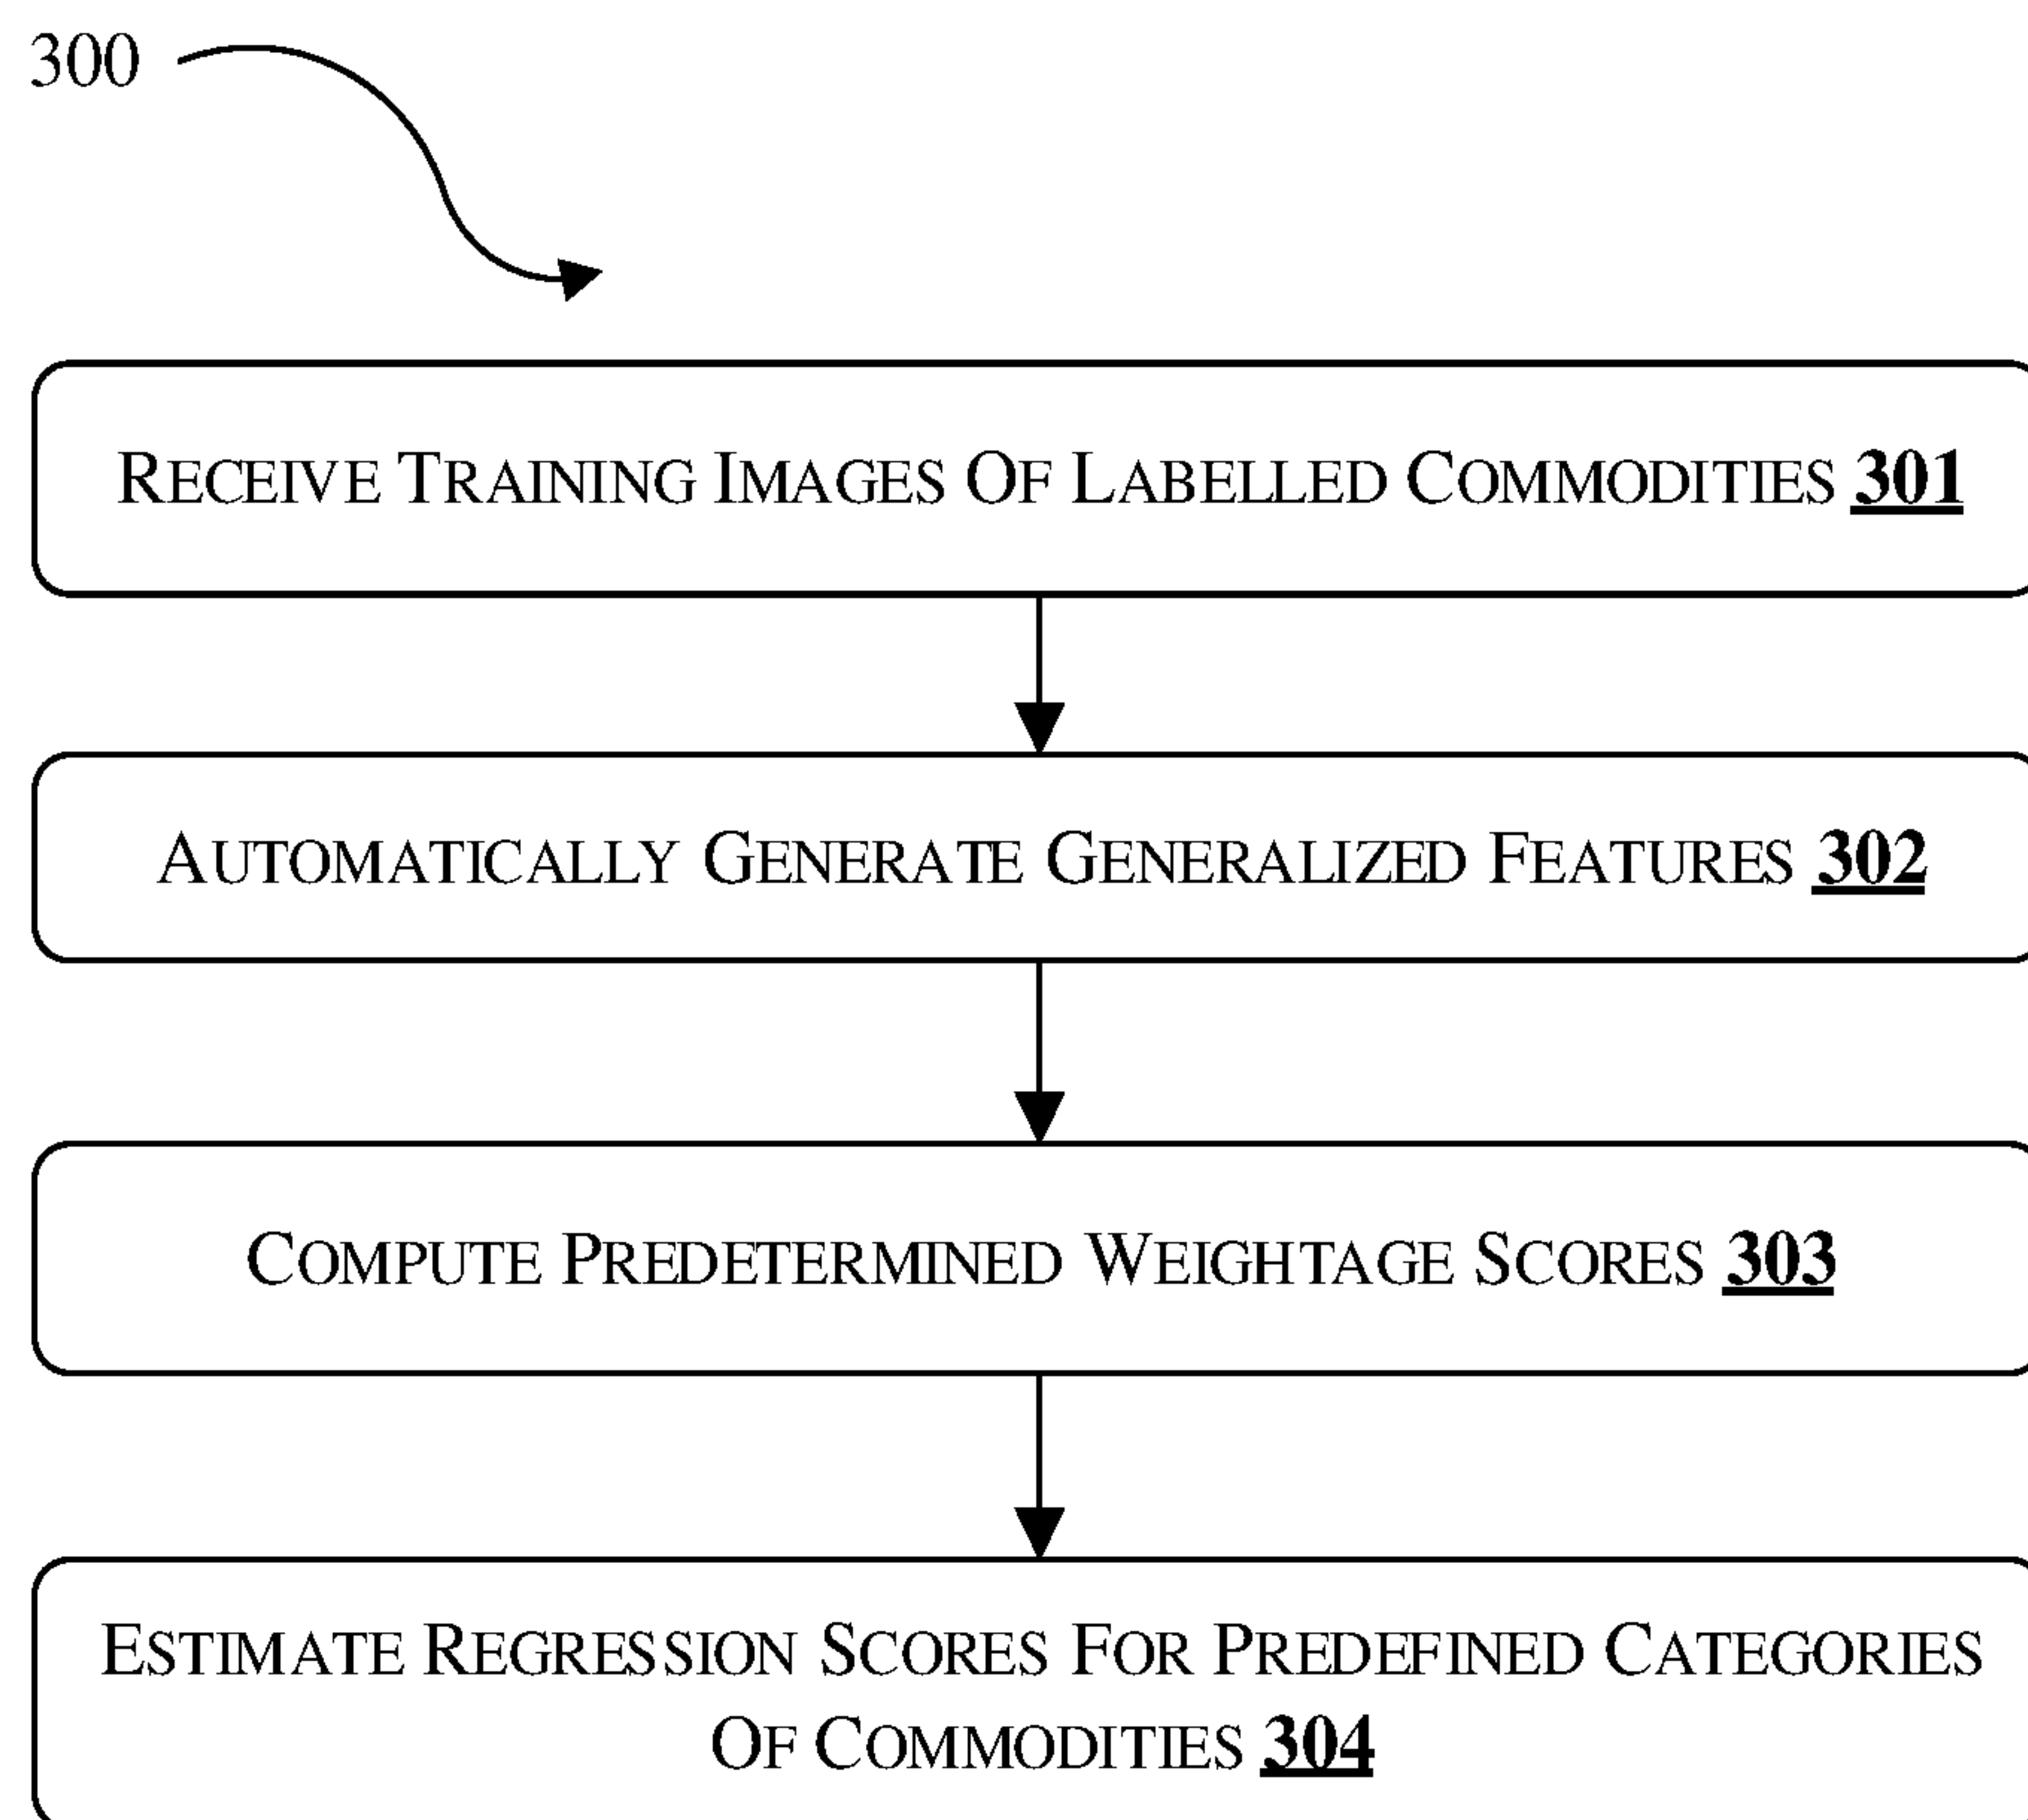 300
RECEIVE TRAINING IMAGES OF LABELLED COMMODITIES 301
AUTOMATICALLY GENERATE GENERALIZED FEATURES 302
COMPUTE PREDETERMINED WEIGHTAGE SCORES 303
ESTIMATE REGRESSION SCORES FOR PREDEFINED CATEGORIES
OF COMMODITIES 304